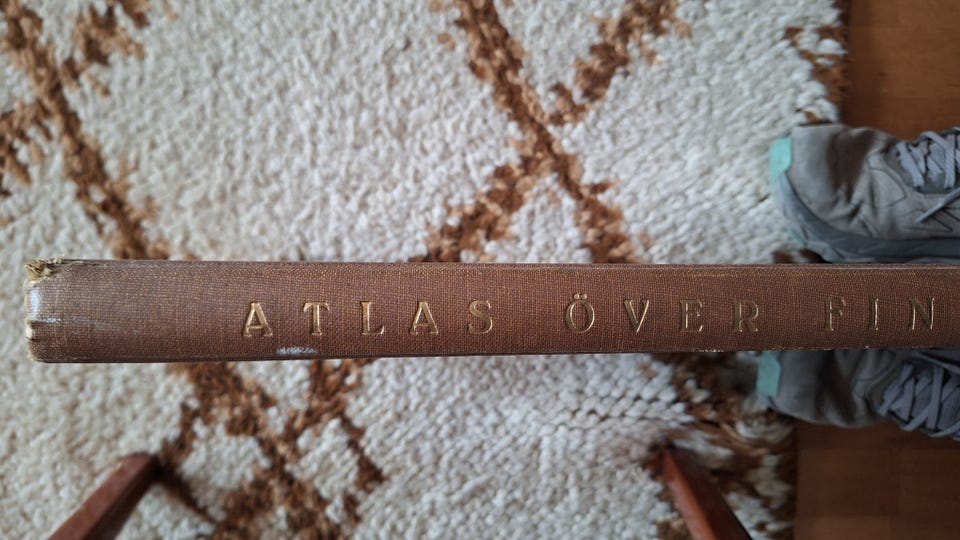 ATLAS ÖVER FIN